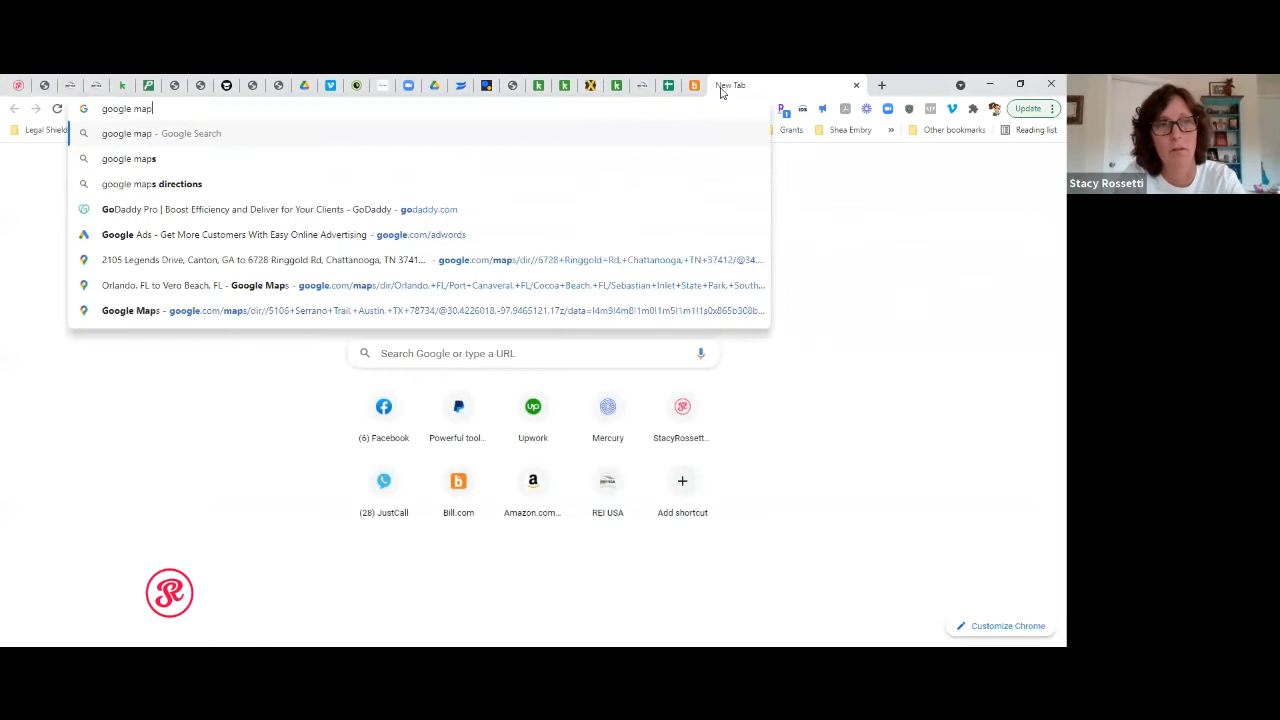 New Tab
google map
Update
Legal Shield
Grants
Shea Embry
Other bookmarks
Reading list
google map - Google Search
google maps
google maps directions
GoDaddy Pro | Boost Efficiency and Deliver for Your Clients - GoDaddy - godaddy.com
Google Ads - Get More Customers With Easy Online Advertising - google.com/adwords
2105 Legends Drive, Canton, GA to 6728 Ringgold Rd, Chattanooga, TN 3741... - google.com/maps/dir//6728+Ringgold+Rd,+Chattanooga,+TN+37412/@34....
Orlando, FL to Vero Beach, FL - Google Maps - google.com/maps/dir/Orlando,+FL/Port+Canaveral,+FL/Cocoa+Beach,+FL/Sebastian+Inlet+State+Park,+South...
Google Maps - google.com/maps/dir//5106+Serrano+Trail,+Austin,+TX+78734/@30.4226018,-97.9465121,17z/data=!4m9!4m8!1m0!1m5!1m1!1s0x865b308b...
Search Google or type a URL
(6) Facebook
Powerful tool...
Upwork
Mercury
StacyRossett...
(28) JustCall
Bill.com
Amazon.com...
REI USA
Add shortcut
Customize Chrome
Stacy Rossetti